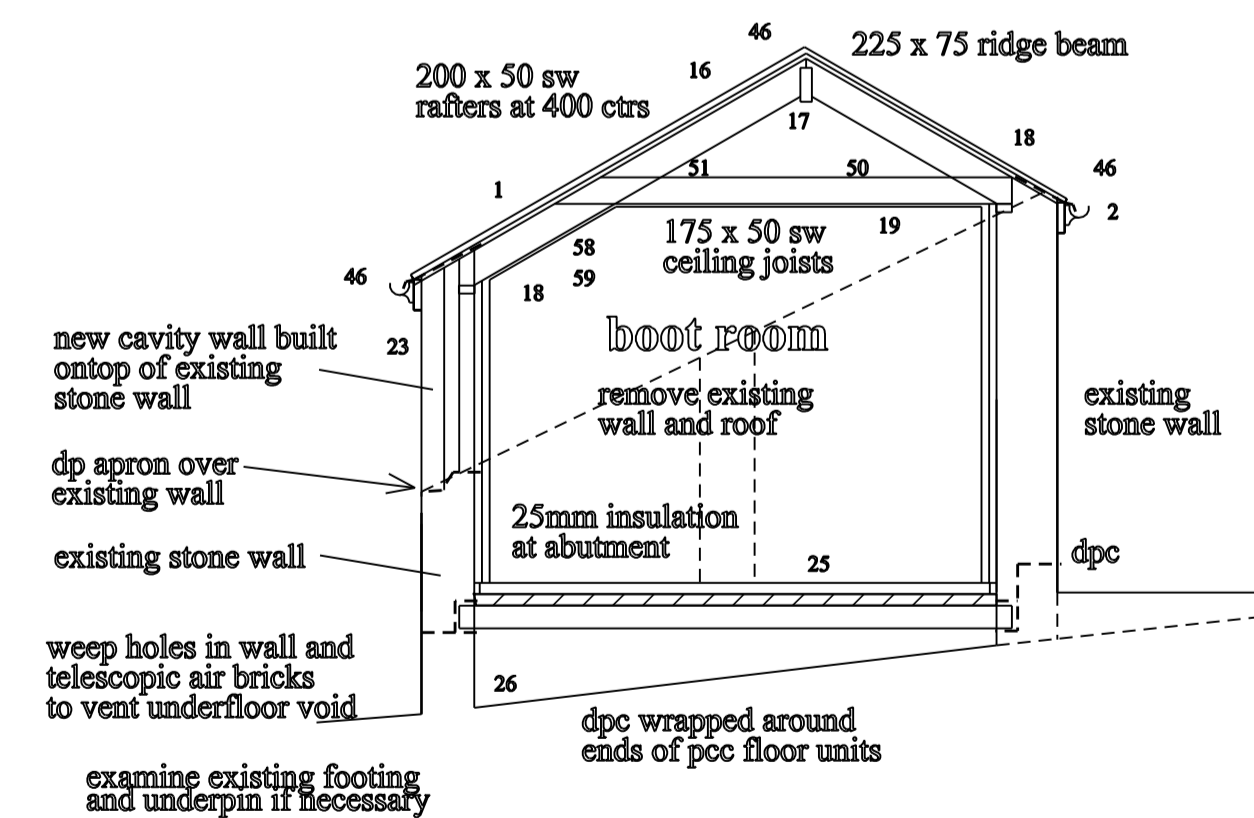 46
225 x 75 ridge beam
200 x 50 sw
rafters at 400 ctrs
16
17
18
46
2
51
50
1
175 x 50 sw
ceiling joists
19
58
59
18
46
23
boot room
new cavity wall built
ontop of existing
stone wall
remove existing
wall and roof
existing
stone wall
dp apron over
existing wall
25mm insulation
at abutment
existing stone wall
25
dpc
weep holes in wall and
telescopic air bricks
to vent underfloor void
26
dpc wrapped around
ends of pcc floor units
examine existing footing
and underpin if necessary